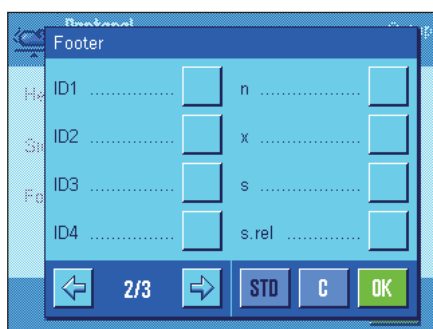 Footer
ID1 ............... n ...................
ID2 ............... x ...................
ID3 ............... s ...................
ID4 ............... s.rel .............
2/3 STD C OK